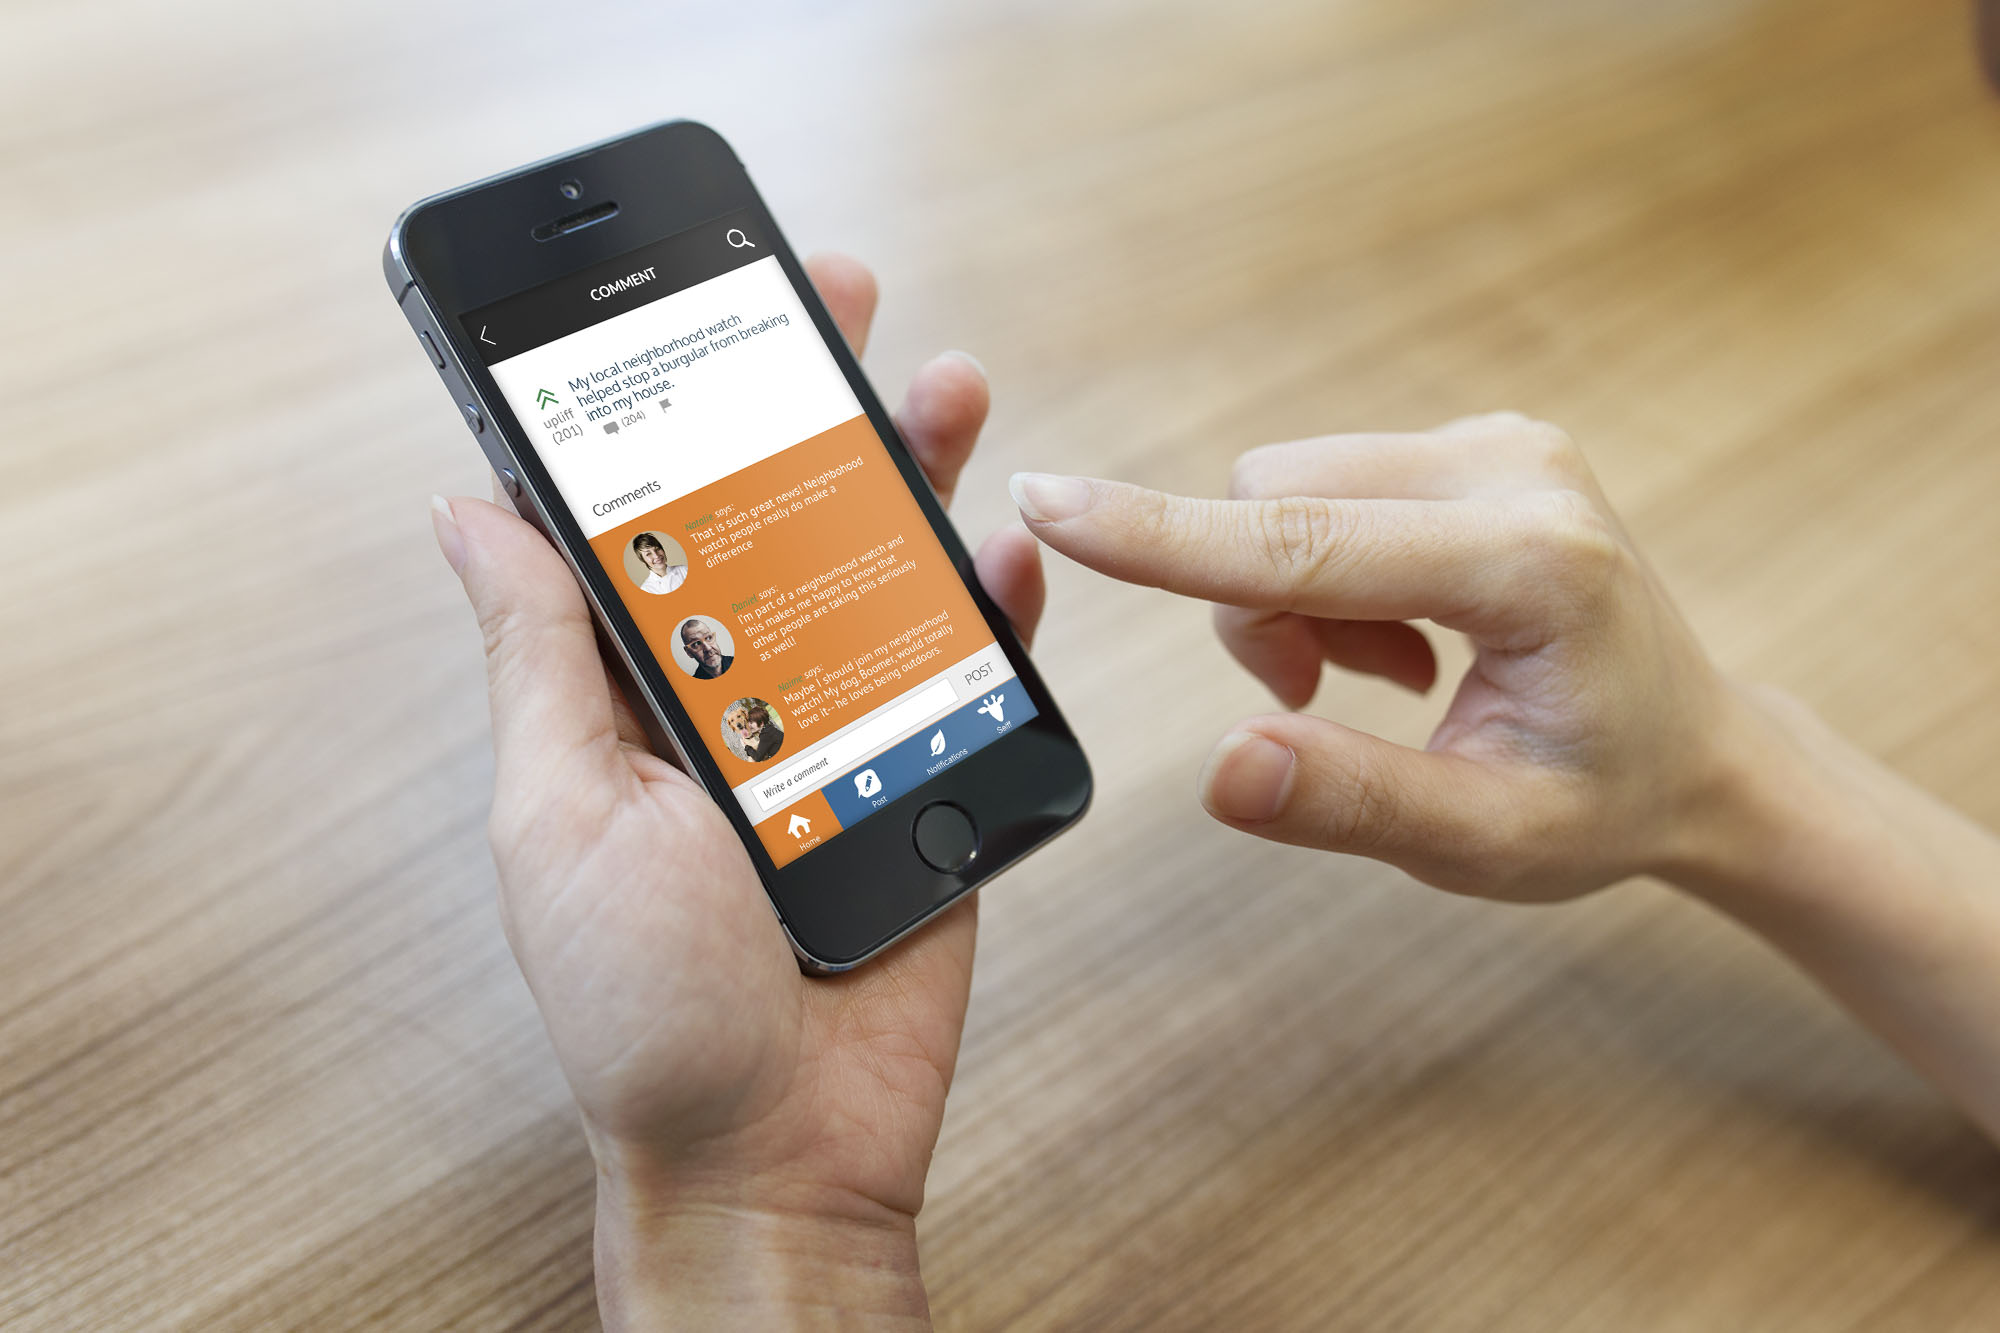 COMMENT
My local neighborhood watch
helped stop a burgular from breaking
into my house.
upliff
(201)
(204)
Comments
Natalie says:
That is such great news! Neighbohood
watch people really do make a
difference
Daniel says:
I'm part of a neighborhood watch and
this makes me happy to know that
other people are taking this seriously
as well!
says:
Maybe I should join my neighborhood
watch! My dog, Boomer, would totally
love it-- he loves being outdoors.
Write a comment
POST
Home
Post
Notifications